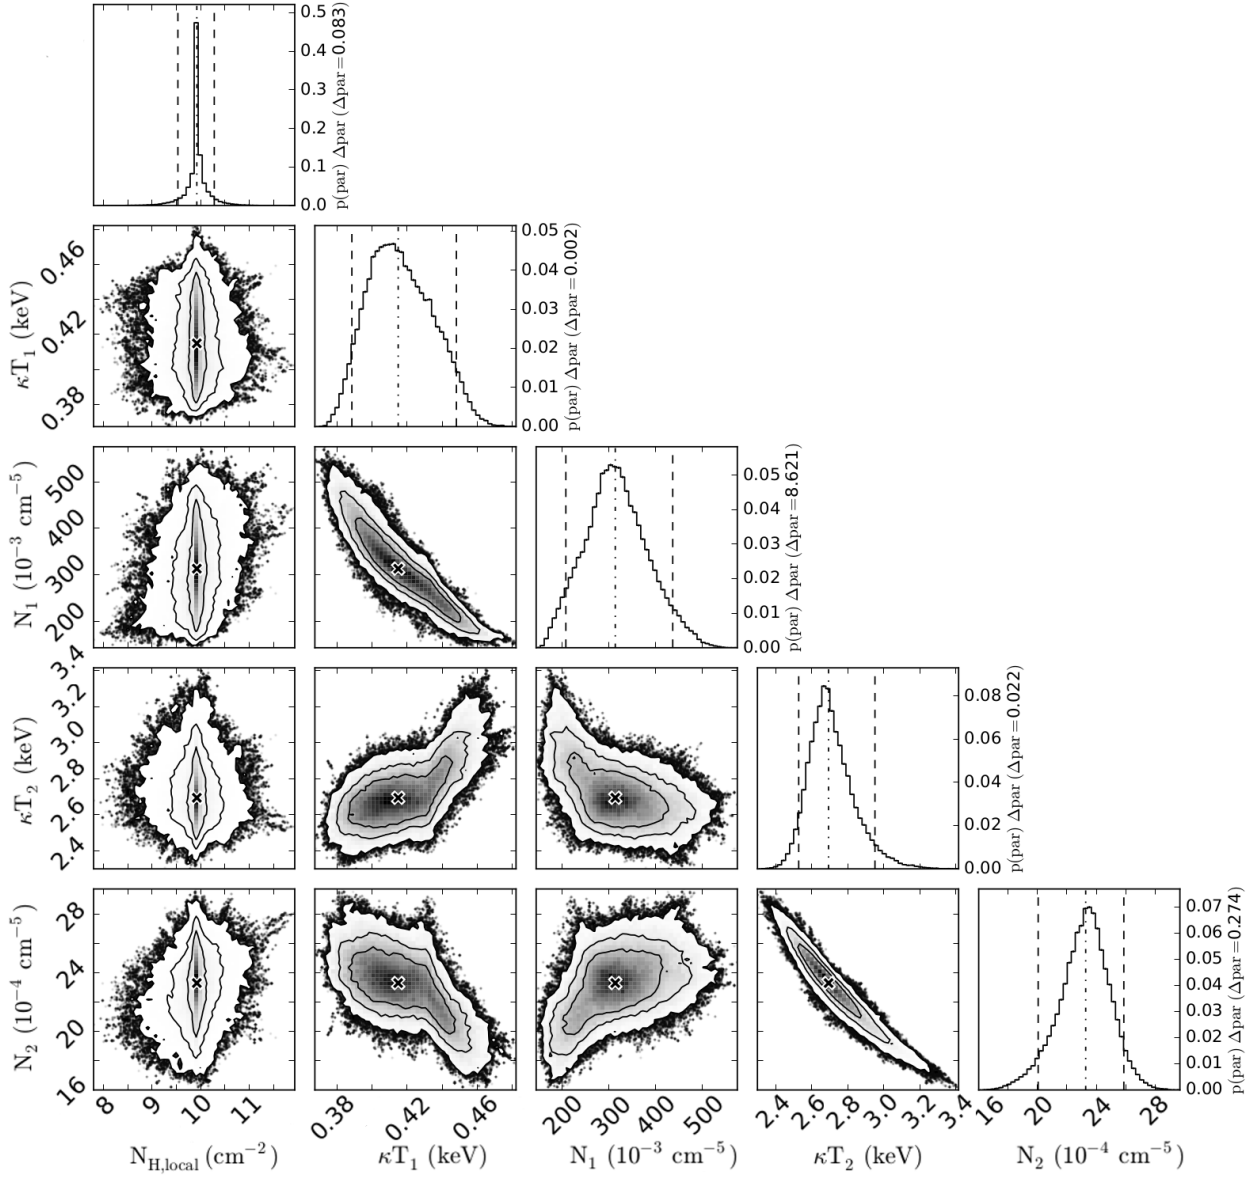 0.5
0.4
0.3
0.2
0.1
0.0
p(par) Δpar (Δpar=0.083)
κT₁ (keV)
0.46
0.42
0.38
0.05
0.04
0.03
0.02
0.01
0.00
p(par) Δpar (Δpar=0.002)
N₁ (10⁻³ cm⁻⁵)
500
400
300
200
0.05
0.04
0.03
0.02
0.01
0.00
p(par) Δpar (Δpar=8.621)
κT₂ (keV)
3.4
3.2
3.0
2.8
2.6
2.4
0.08
0.06
0.04
0.02
0.00
p(par) Δpar (Δpar=0.022)
N₂ (10⁻⁴ cm⁻⁵)
28
24
20
16
0.07
0.06
0.05
0.04
0.03
0.02
0.01
0.00
p(par) Δpar (Δpar=0.274)
8 9 10 11 12
0.38 0.42 0.46
200 300 400 500
2.4 2.6 2.8 3.0 3.2 3.4
16 20 24 28
N_H,local (cm⁻²)
κT₁ (keV)
N₁ (10⁻³ cm⁻⁵)
κT₂ (keV)
N₂ (10⁻⁴ cm⁻⁵)